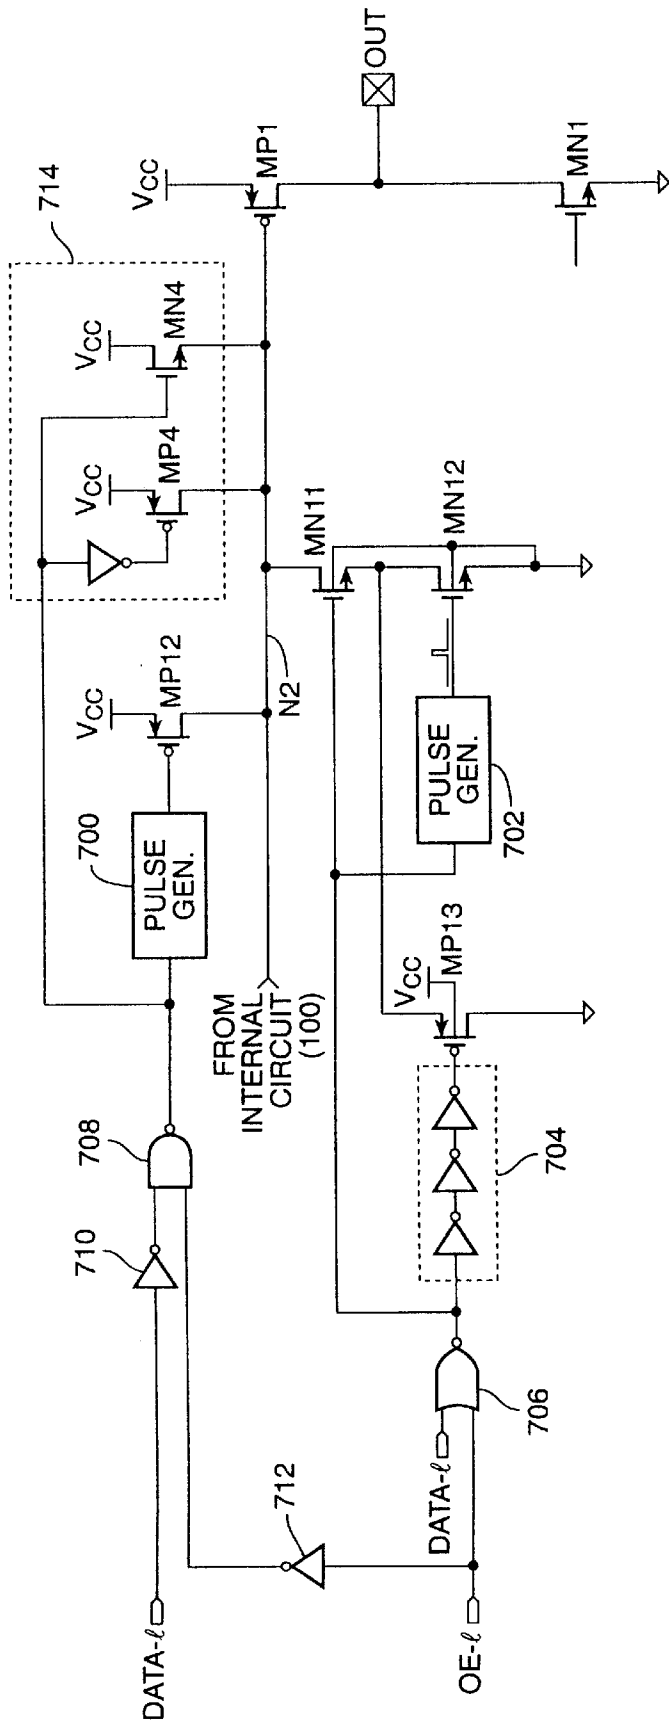 714
VCC
VCC
VCC
VCC
MP4
MN4
MP1
OUT
MN1
700
PULSE
GEN.
MP12
N2
MN11
MN12
PULSE
GEN.
702
FROM
INTERNAL
CIRCUIT
(100)
VCC
MP13
704
708
710
712
706
DATA-ℓ
DATA-ℓ
OE-ℓ